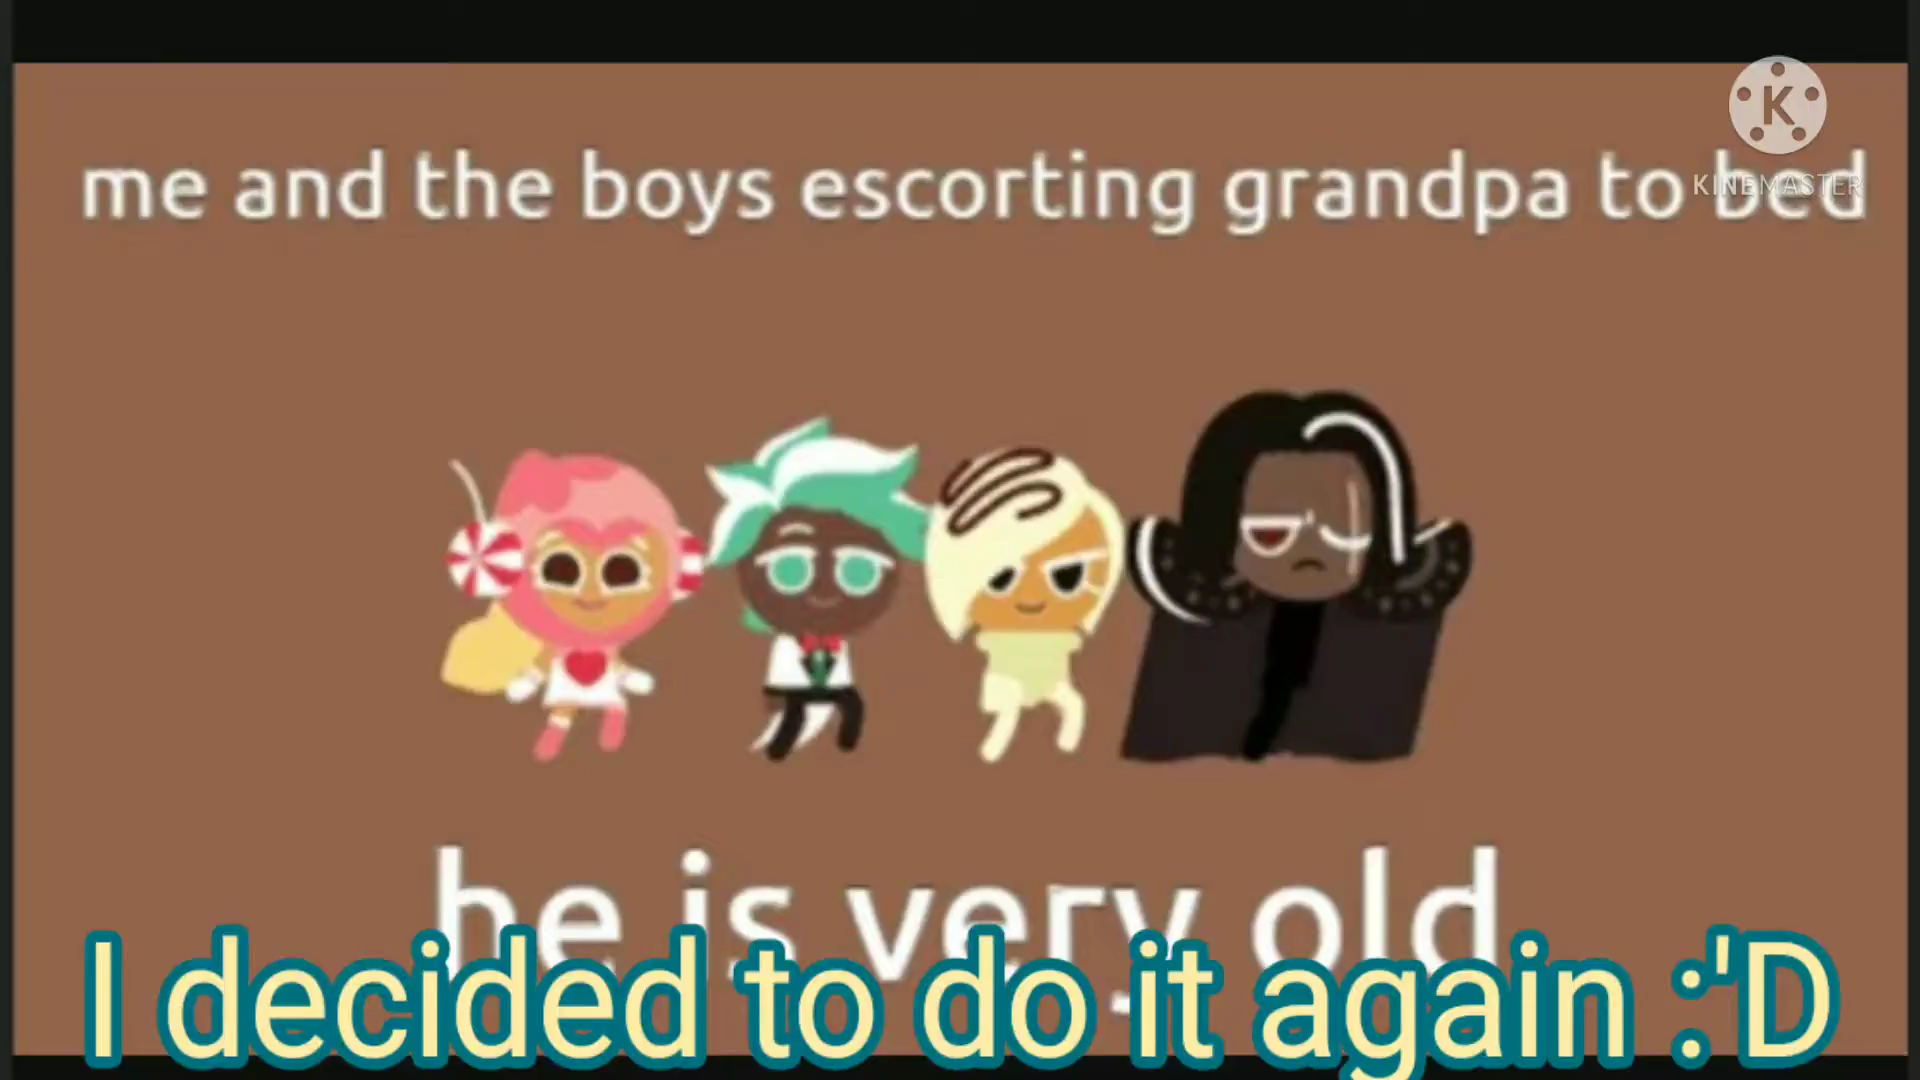 K
me and the boys escorting grandpa to bed
KINEMASTER
he is very old
I decided to do it again :'D